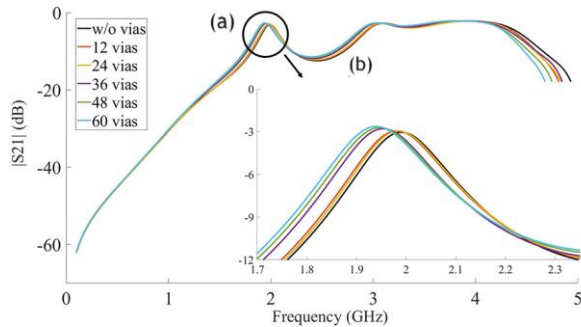 (a)
w/o vias
12 vias
24 vias
36 vias
48 vias
60 vias
(b)
0
-20
-40
-60
|S21| (dB)
0
-3
-6
-9
-12
1.7 1.8 1.9 2 2.1 2.2 2.3
0 1 2 3 4 5
Frequency (GHz)